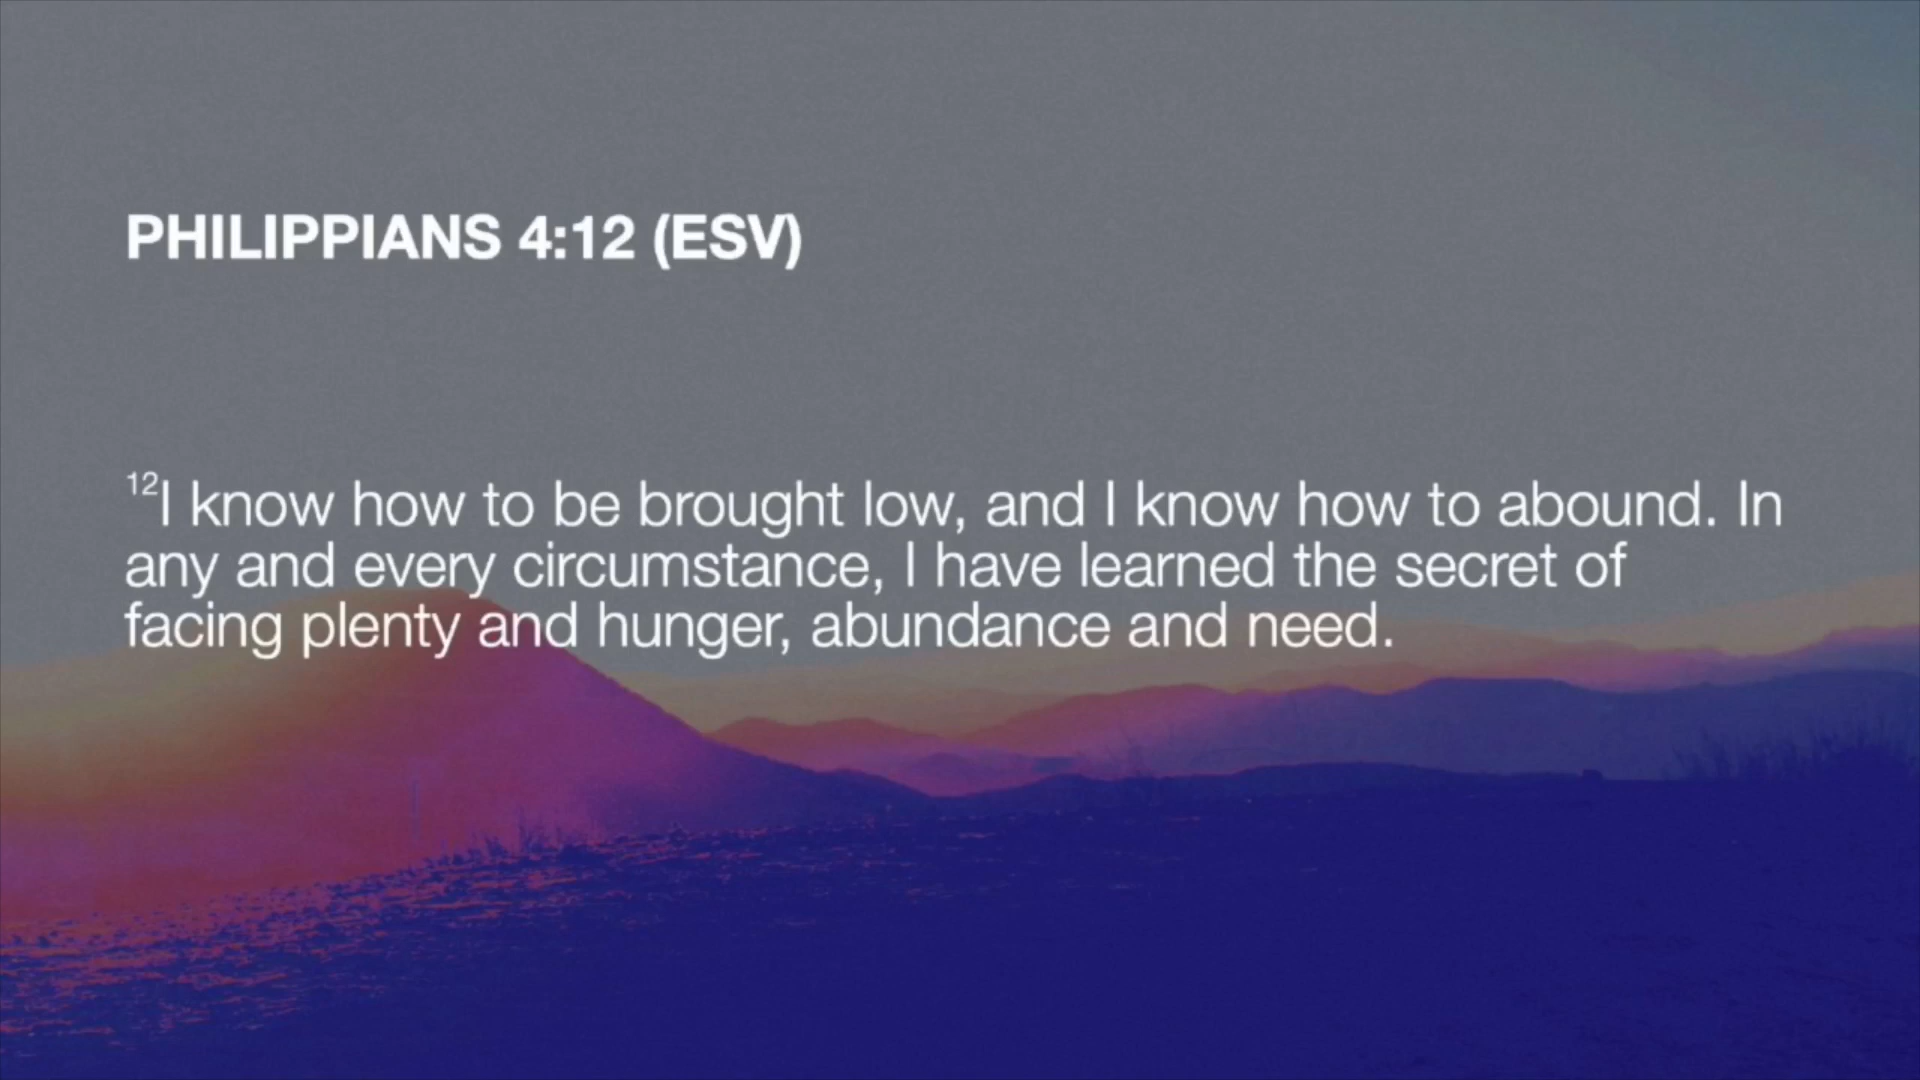 PHILIPPIANS 4:12 (ESV)
12I know how to be brought low, and I know how to abound. In
any and every circumstance, I have learned the secret of
facing plenty and hunger, abundance and need.